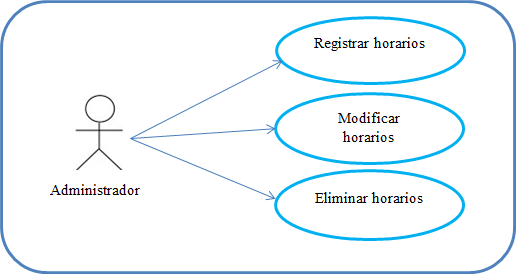 Registrar horarios
Modificar
horarios
Administrador
Eliminar horarios